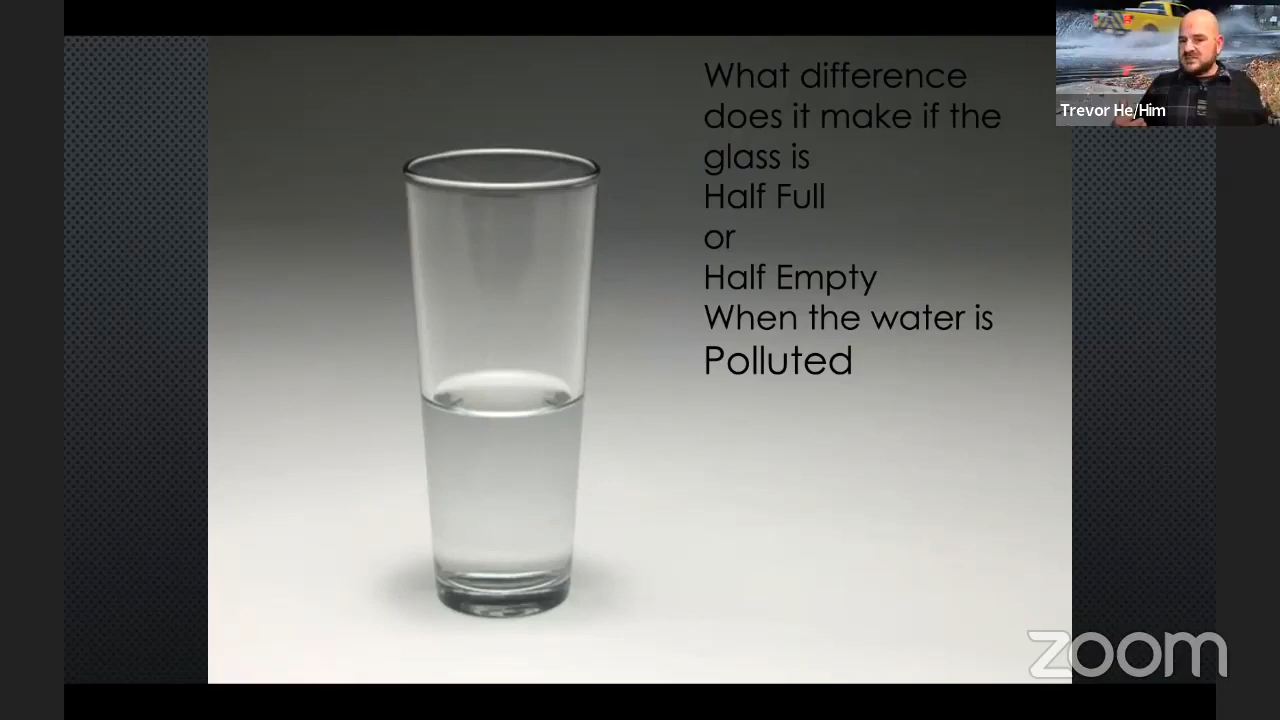 What difference
does it make if the
glass is
Half Full
or
Half Empty
When the water is
Polluted
Trevor He/Him
zoom